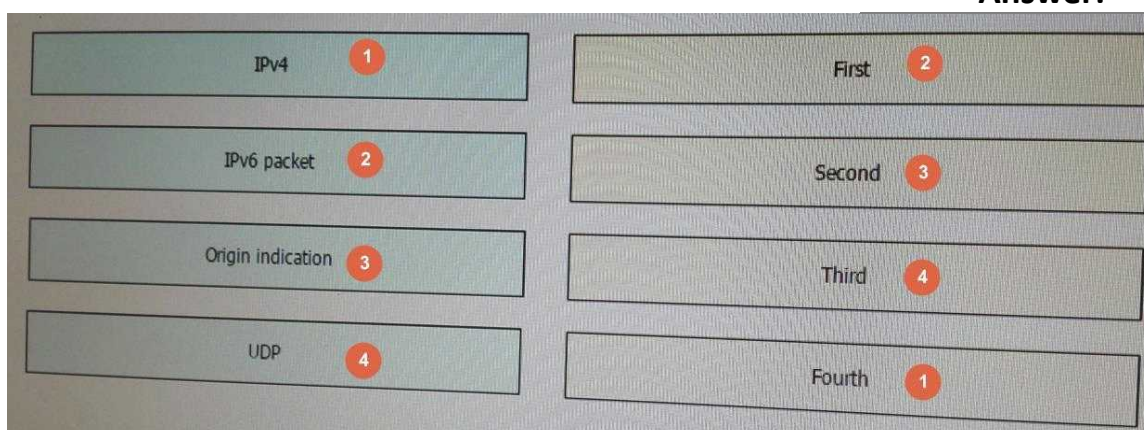 Answer:
IPv4 1
First 2
IPv6 packet 2
Second 3
Origin indication 3
Third 4
UDP 4
Fourth 1